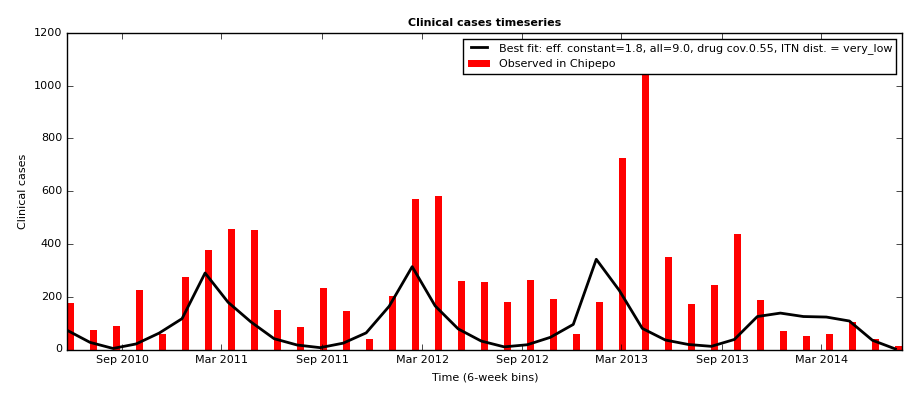 Clinical cases timeseries
Best fit: eff. constant=1.8, all=9.0, drug cov.0.55, ITN dist. = very_low
Observed in Chipepo
Clinical cases
1200
1000
800
600
400
200
0
Sep 2010 Mar 2011 Sep 2011 Mar 2012 Sep 2012 Mar 2013 Sep 2013 Mar 2014
Time (6-week bins)